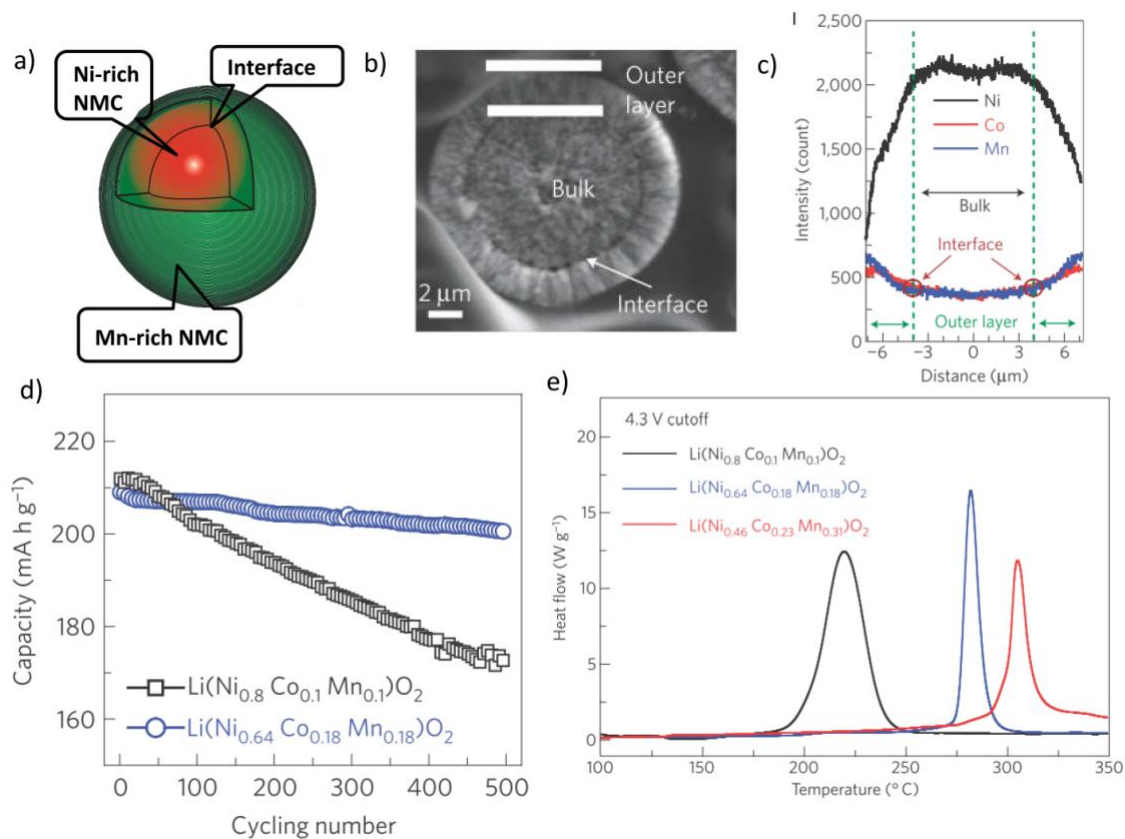 a)
Ni-rich
NMC
Interface
Mn-rich NMC
b)
Outer
layer
Bulk
Interface
2 μm
c)
2,500
2,000
1,500
1,000
500
0
Intensity (count)
Ni
Co
Mn
Bulk
Interface
Outer layer
−6 −3 0 3 6
Distance (μm)
d)
220
200
180
160
Capacity (mA h g⁻¹)
Li(Ni₀.₈ Co₀.₁ Mn₀.₁)O₂
Li(Ni₀.₆₄ Co₀.₁₈ Mn₀.₁₈)O₂
0 100 200 300 400 500
Cycling number
e)
4.3 V cutoff
Li(Ni₀.₈ Co₀.₁ Mn₀.₁)O₂
Li(Ni₀.₆₄ Co₀.₁₈ Mn₀.₁₈)O₂
Li(Ni₀.₄₆ Co₀.₂₃ Mn₀.₃₁)O₂
20
15
10
5
0
Heat flow (W g⁻¹)
100 150 200 250 300 350
Temperature (° C)